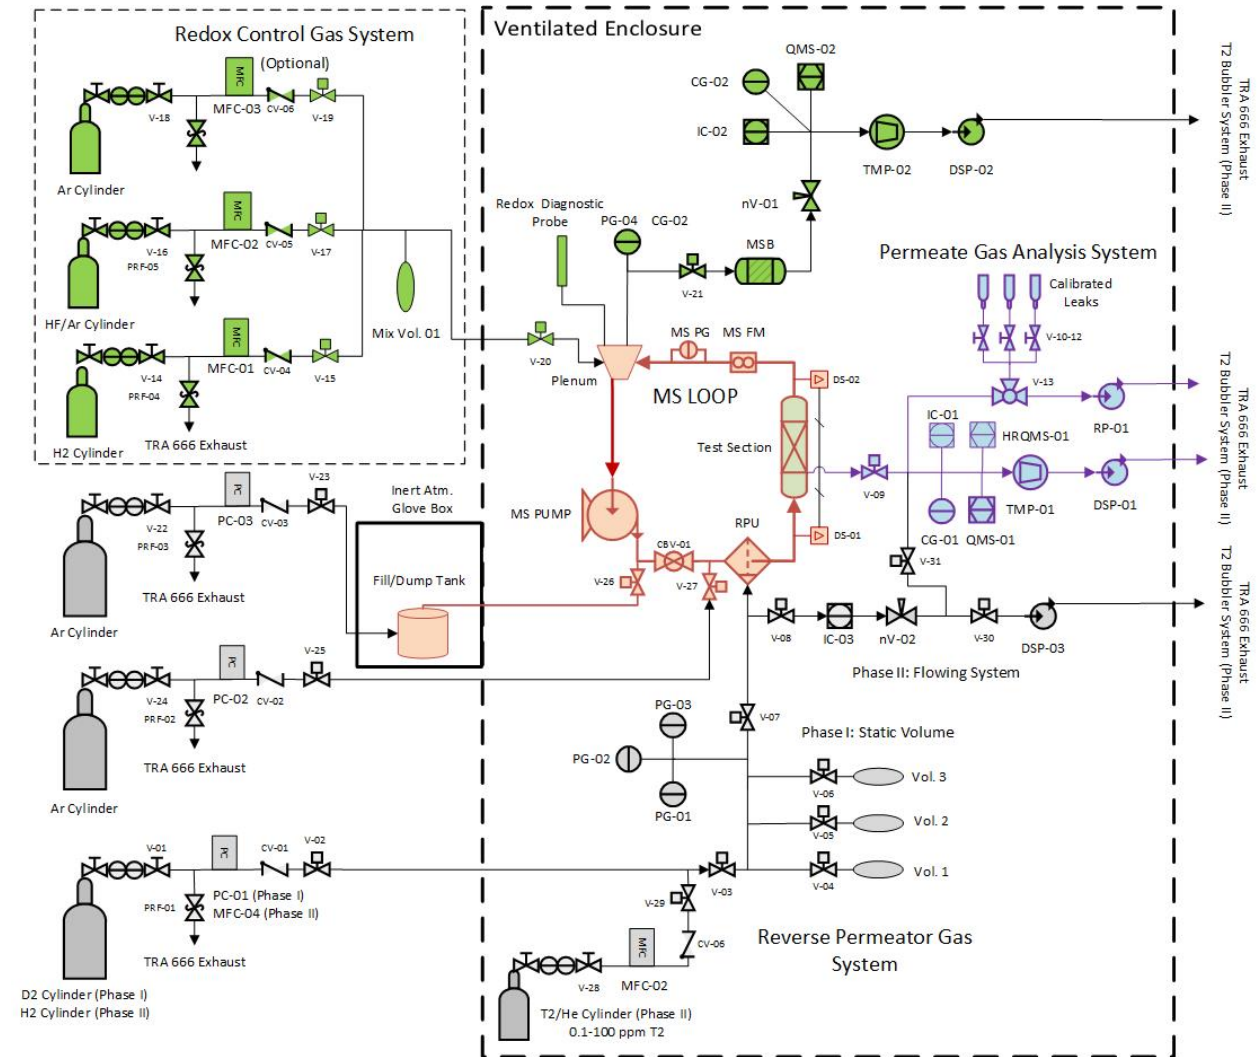 Redox Control Gas System
(Optional)
MFC
MFC-03
CV-06
V-18
V-19
Ar Cylinder
MFC
V-16
PRF-05
MFC-02
CV-05
V-17
HF/Ar Cylinder
Mix Vol. 01
MFC
V-14
PRF-04
MFC-01
CV-04
V-15
H2 Cylinder
TRA 666 Exhaust
Ventilated Enclosure
QMS-02
CG-02
IC-02
TMP-02
DSP-02
nV-01
Redox Diagnostic
Probe
PG-04
CG-02
MSB
V-21
V-20
Plenum
MS PG
MS FM
MS LOOP
DS-02
Test Section
DS-01
MS PUMP
RPU
CBV-01
V-26
V-27
Permeate Gas Analysis System
Calibrated
Leaks
V-10-12
V-13
RP-01
IC-01
HRQMS-01
V-09
TMP-01
DSP-01
CG-01
QMS-01
V-31
V-08
IC-03
nV-02
V-30
DSP-03
Phase II: Flowing System
TRA 666 Exhaust
T2 Bubbler System (Phase II)
TRA 666 Exhaust
T2 Bubbler System (Phase II)
TRA 666 Exhaust
T2 Bubbler System (Phase II)
PC
V-23
V-22
PRF-03
PC-03
CV-03
TRA 666 Exhaust
Ar Cylinder
Inert Atm.
Glove Box
Fill/Dump Tank
PC
V-25
V-24
PRF-02
PC-02
CV-02
TRA 666 Exhaust
Ar Cylinder
PG-03
PG-02
PG-01
V-07
Phase I: Static Volume
V-06
Vol. 3
V-05
Vol. 2
V-04
Vol. 1
V-03
V-01
PC
CV-01
V-02
PRF-01
PC-01 (Phase I)
MFC-04 (Phase II)
TRA 666 Exhaust
D2 Cylinder (Phase I)
H2 Cylinder (Phase II)
V-29
CV-06
MFC
V-28
MFC-02
T2/He Cylinder (Phase II)
0.1-100 ppm T2
Reverse Permeator Gas
System